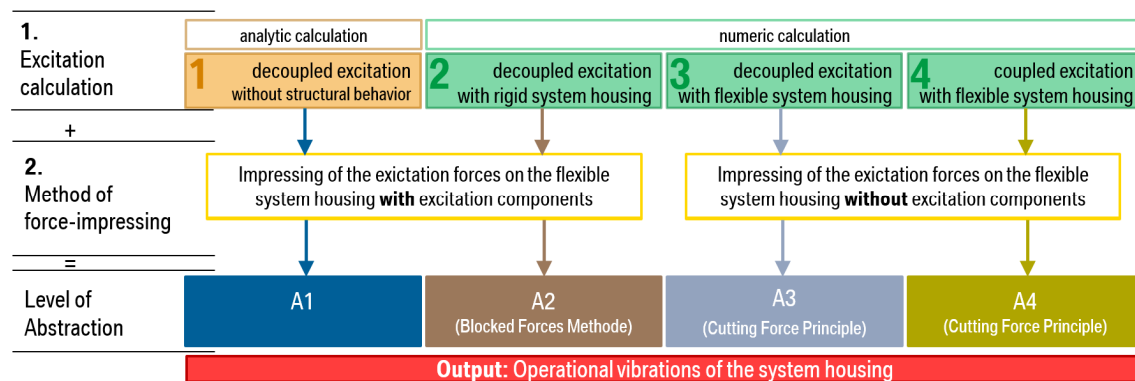 1.
Excitation
calculation
analytic calculation
numeric calculation
1 decoupled excitation
without structural behavior
2 decoupled excitation
with rigid system housing
3 decoupled excitation
with flexible system housing
4 coupled excitation
with flexible system housing
+
2.
Method of
force-impressing
Impressing of the exictation forces on the flexible
system housing with excitation components
Impressing of the exictation forces on the flexible
system housing without excitation components
=
Level of
Abstraction
A1
A2
(Blocked Forces Methode)
A3
(Cutting Force Principle)
A4
(Cutting Force Principle)
Output: Operational vibrations of the system housing